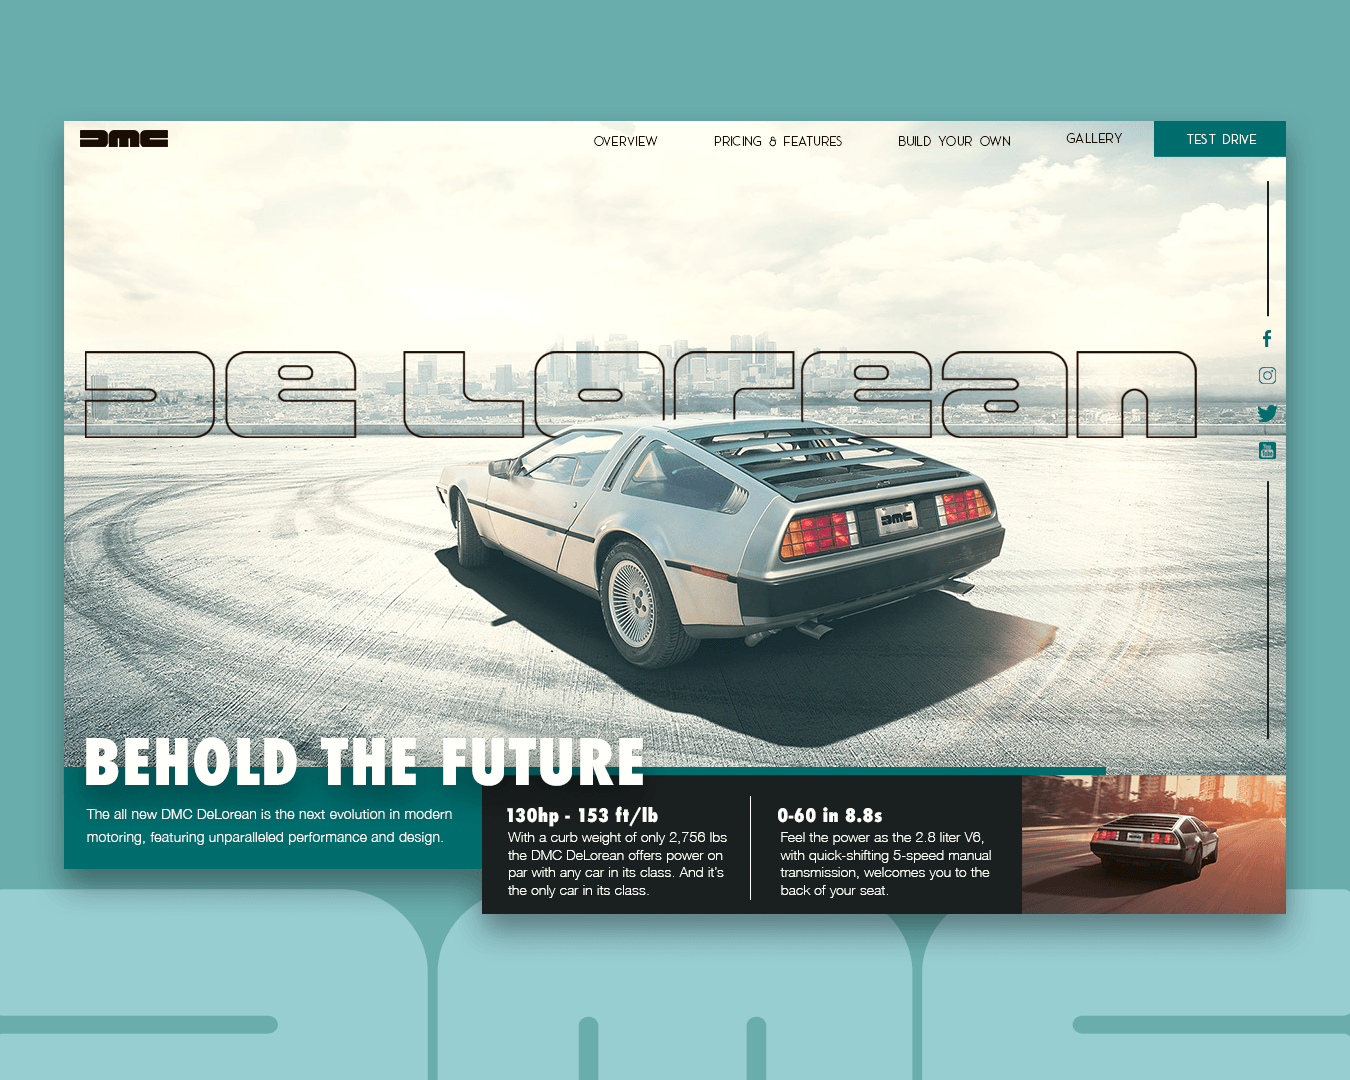 DMC
OVERVIEW
PRICING & FEATURES
BUILD YOUR OWN
GALLERY
TEST DRIVE
DeLorean
DMC
BEHOLD THE FUTURE
The all new DMC DeLorean is the next evolution in modern
motoring, featuring unparalleled performance and design.
130hp - 153 ft/lb
With a curb weight of only 2,756 lbs
the DMC DeLorean offers power on
par with any car in its class. And it's
the only car in its class.
0-60 in 8.8s
Feel the power as the 2.8 liter V6,
with quick-shifting 5-speed manual
transmission, welcomes you to the
back of your seat.
DMC